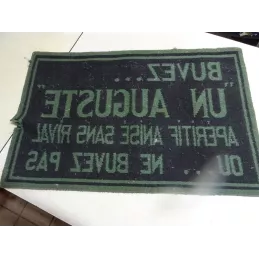 BUVEZ...
"UN AUGUSTE"
APERITIF ANISE SANS RIVAL
OU... NE BUVEZ PAS